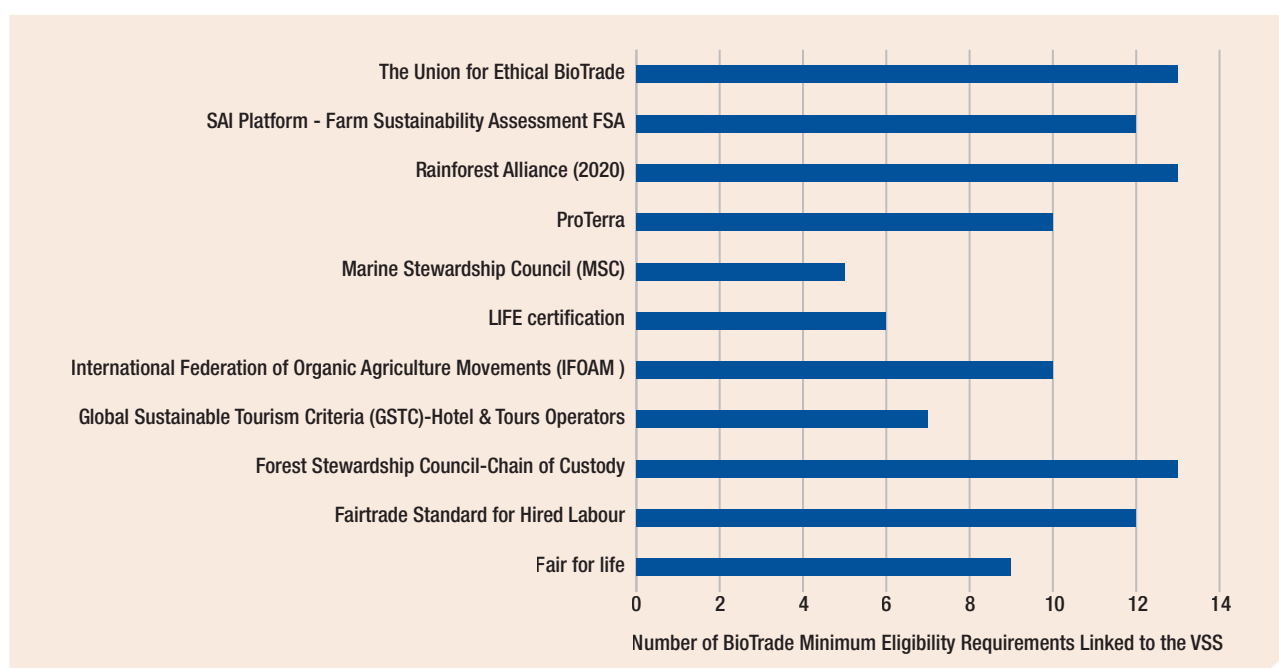 The Union for Ethical BioTrade
SAI Platform - Farm Sustainability Assessment FSA
Rainforest Alliance (2020)
ProTerra
Marine Stewardship Council (MSC)
LIFE certification
International Federation of Organic Agriculture Movements (IFOAM )
Global Sustainable Tourism Criteria (GSTC)-Hotel & Tours Operators
Forest Stewardship Council-Chain of Custody
Fairtrade Standard for Hired Labour
Fair for life
0 2 4 6 8 10 12 14
Number of BioTrade Minimum Eligibility Requirements Linked to the VSS